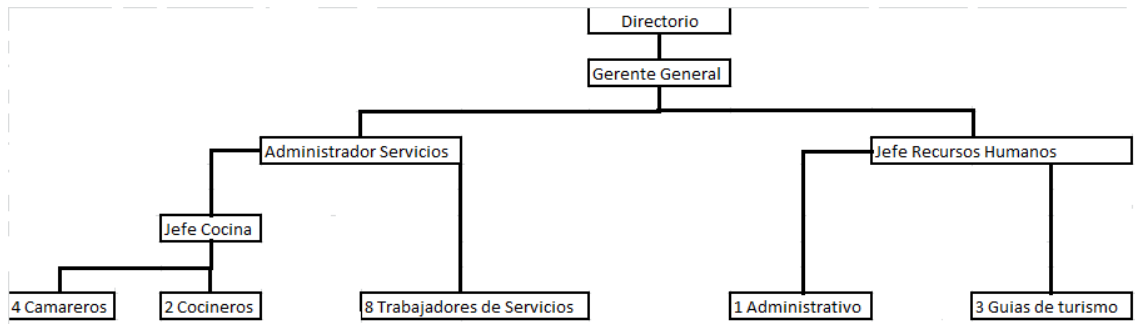 Directorio
Gerente General
Administrador Servicios
Jefe Recursos Humanos
Jefe Cocina
4 Camareros
2 Cocineros
8 Trabajadores de Servicios
1 Administrativo
3 Guias de turismo